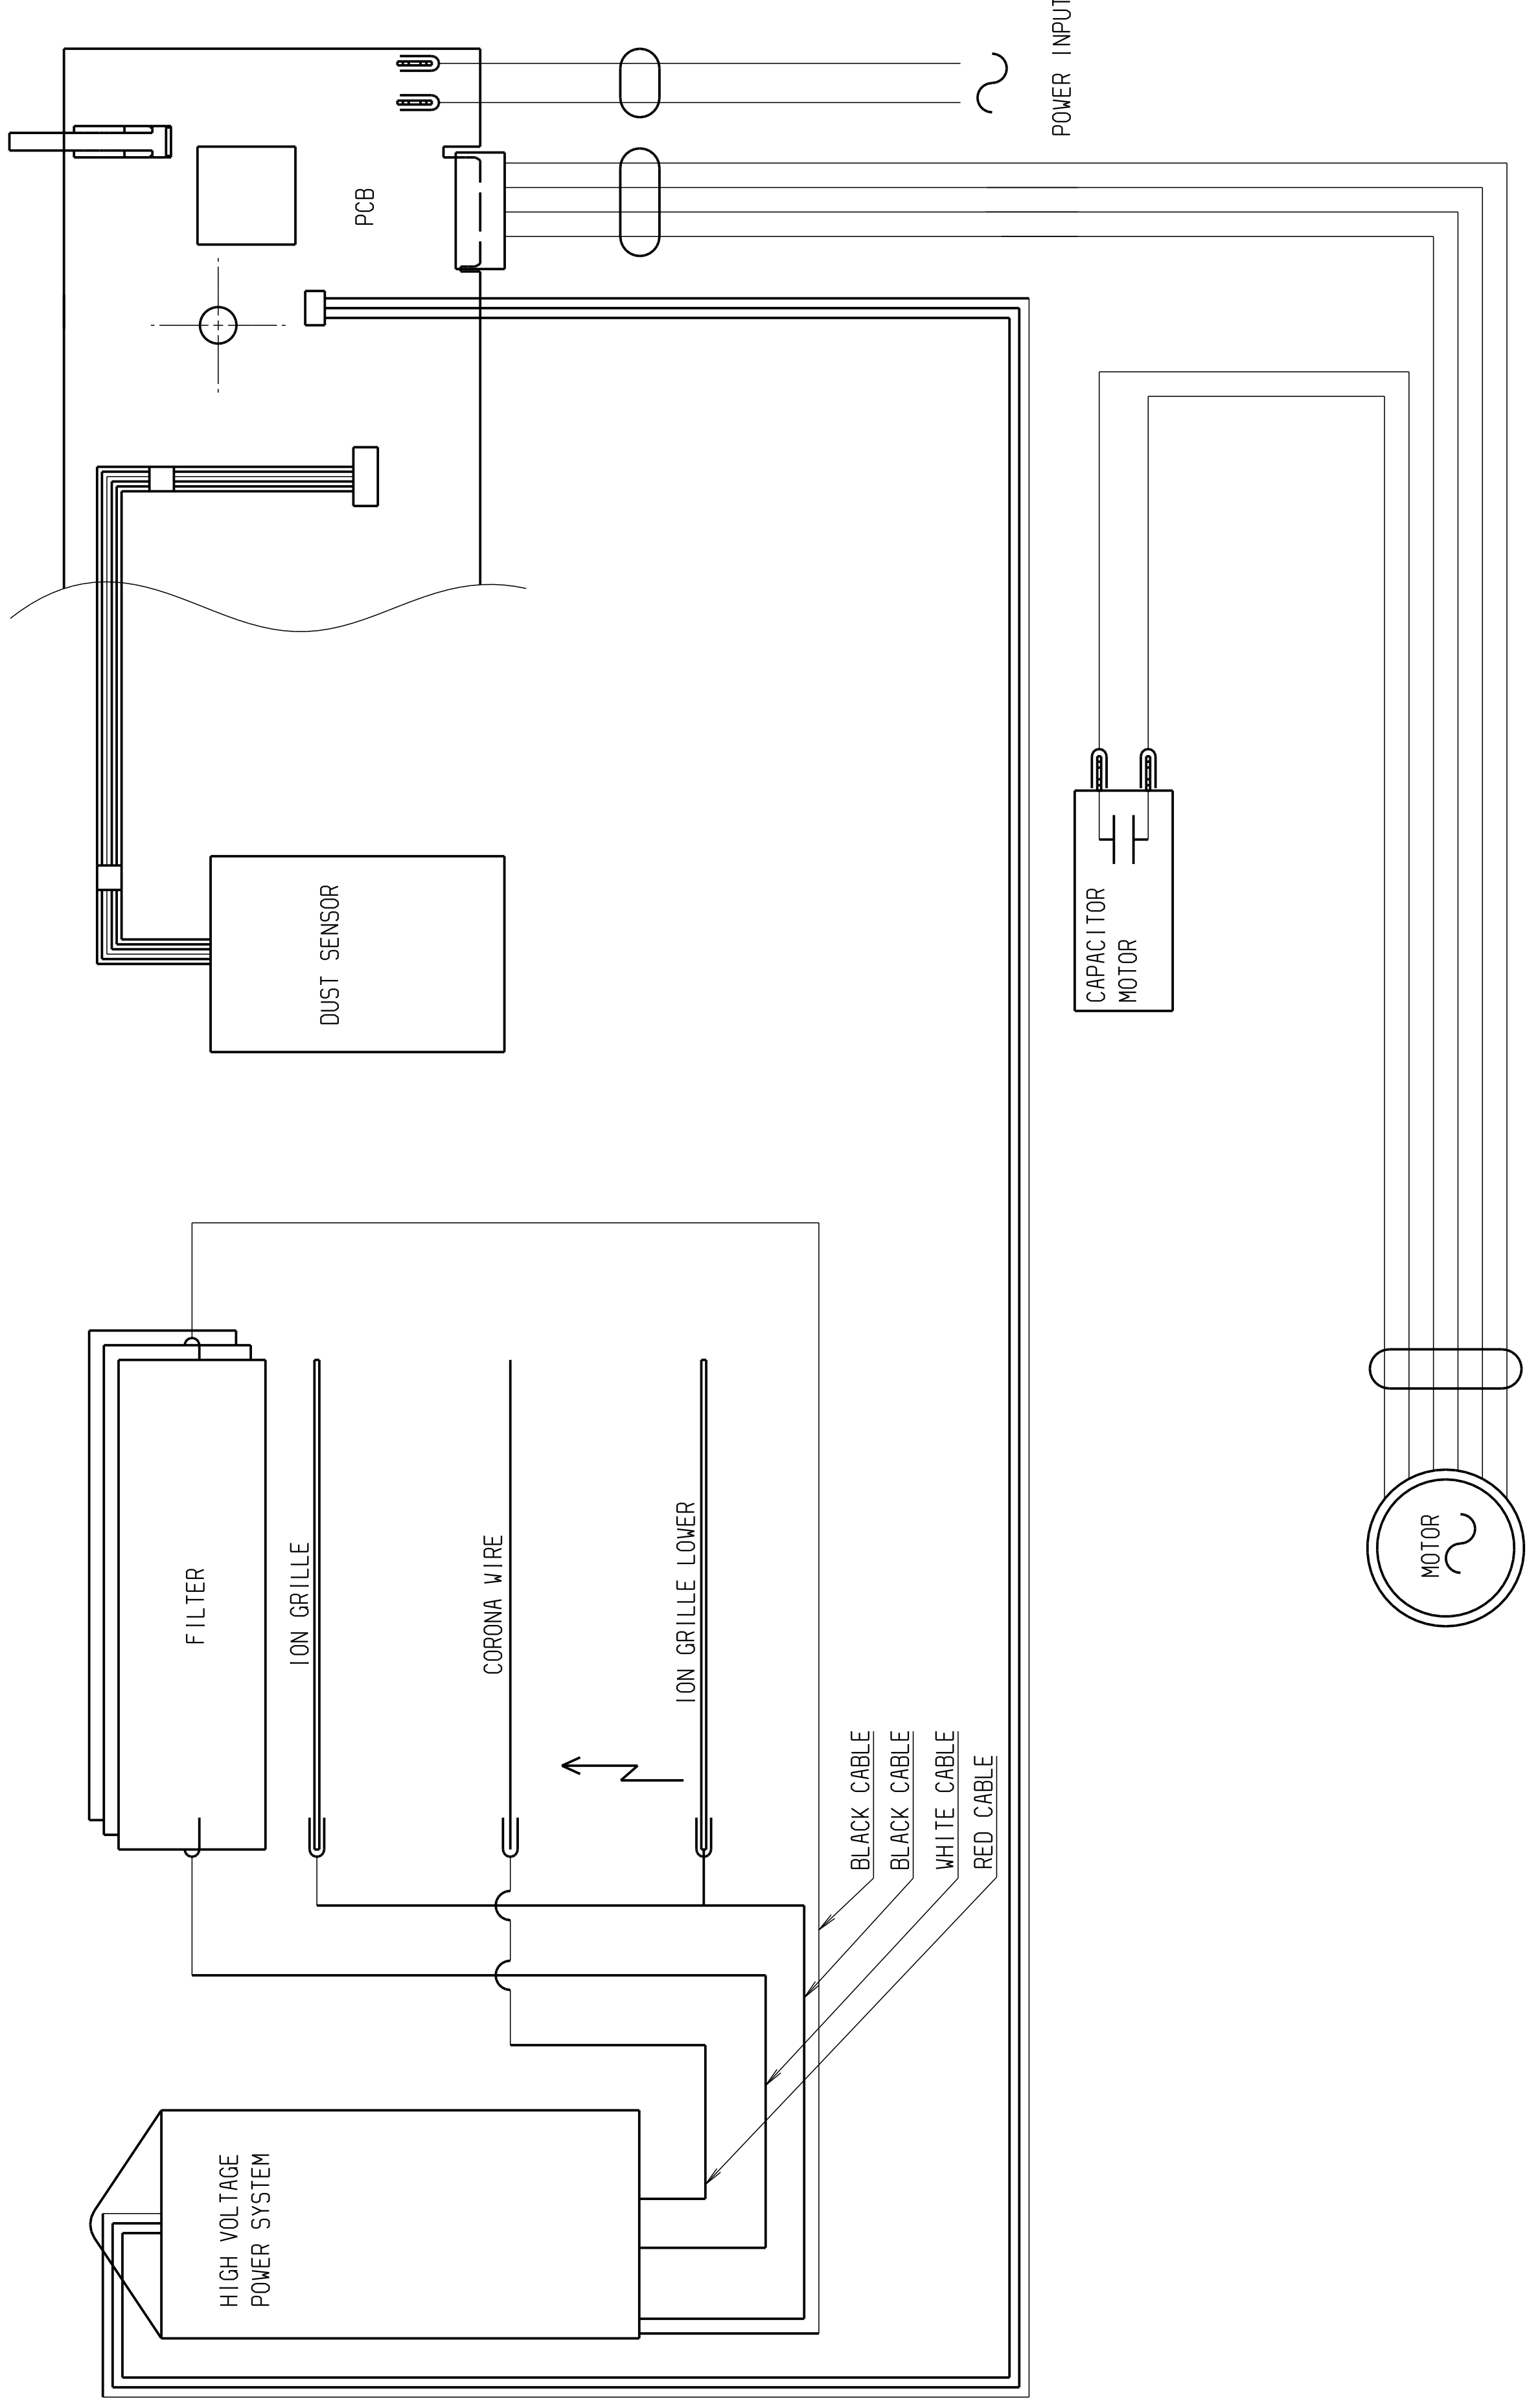 POWER INPUT
PCB
DUST SENSOR
CAPACITOR
MOTOR
FILTER
ION GRILLE
CORONA WIRE
ION GRILLE LOWER
MOTOR
BLACK CABLE
BLACK CABLE
WHITE CABLE
RED CABLE
HIGH VOLTAGE
POWER SYSTEM